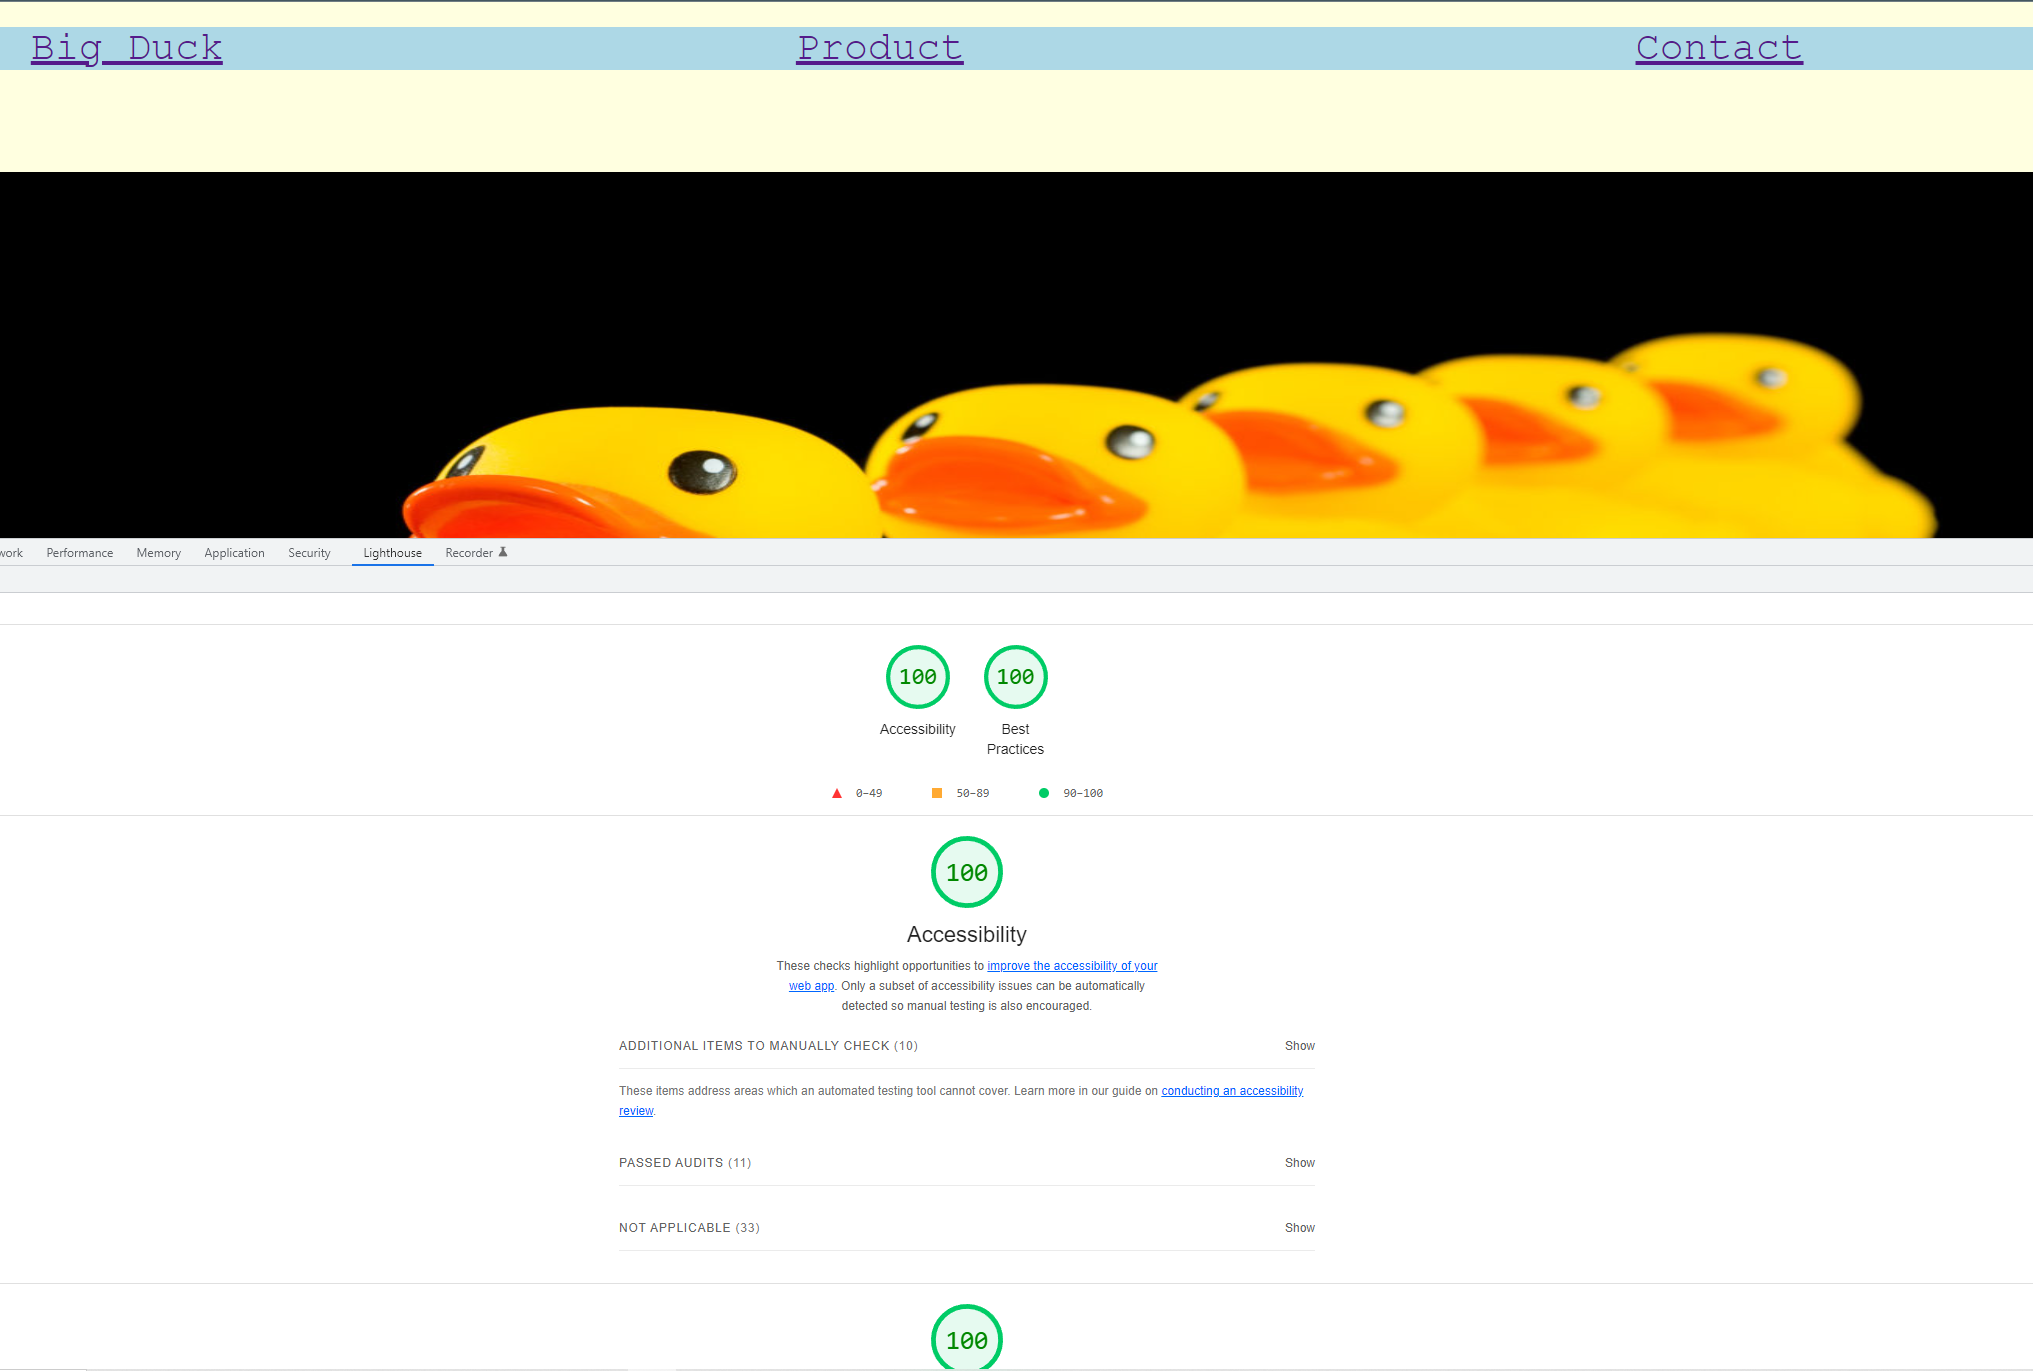 Big Duck Product Contact
work Performance Memory Application Security Lighthouse Recorder
100 100
Accessibility Best
Practices
0–49 50–89 90–100
100
Accessibility
These checks highlight opportunities to improve the accessibility of your
web app. Only a subset of accessibility issues can be automatically
detected so manual testing is also encouraged.
ADDITIONAL ITEMS TO MANUALLY CHECK (10) Show
These items address areas which an automated testing tool cannot cover. Learn more in our guide on conducting an accessibility
review.
PASSED AUDITS (11) Show
NOT APPLICABLE (33) Show
100